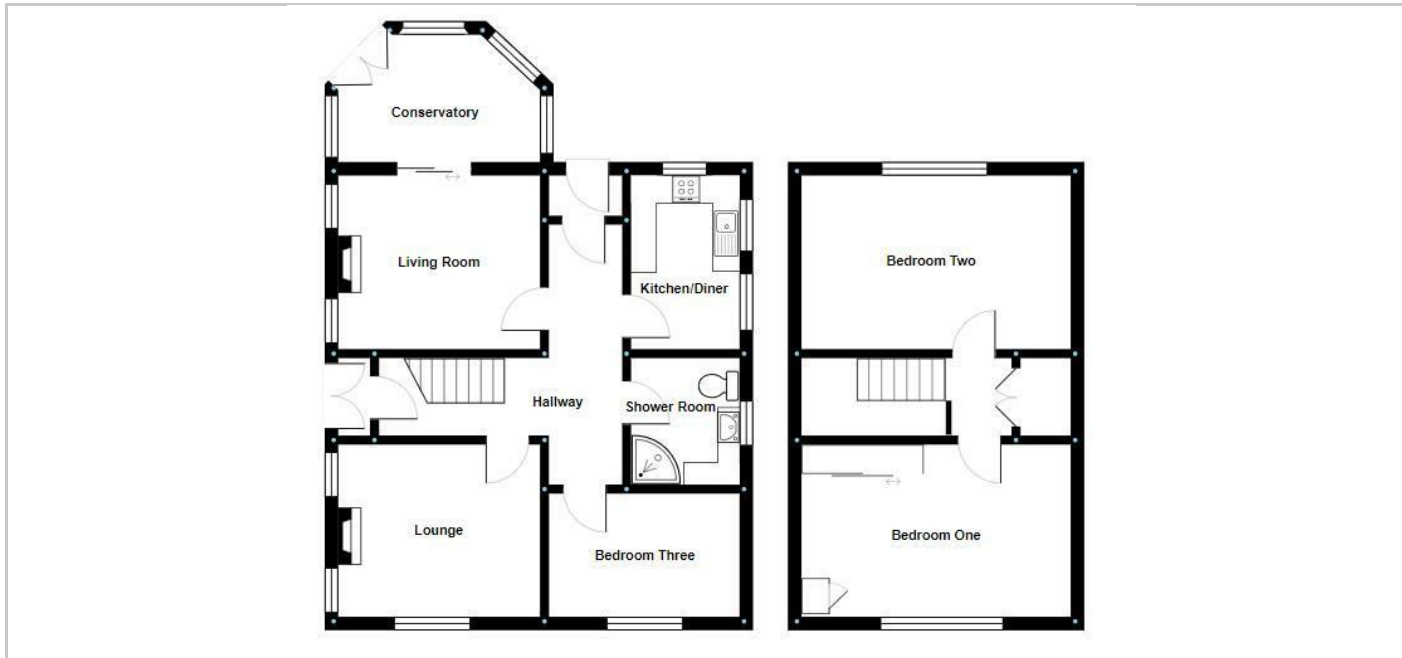 Conservatory
Living Room
Kitchen/Diner
Hallway
Shower Room
Lounge
Bedroom Three
Bedroom Two
Bedroom One